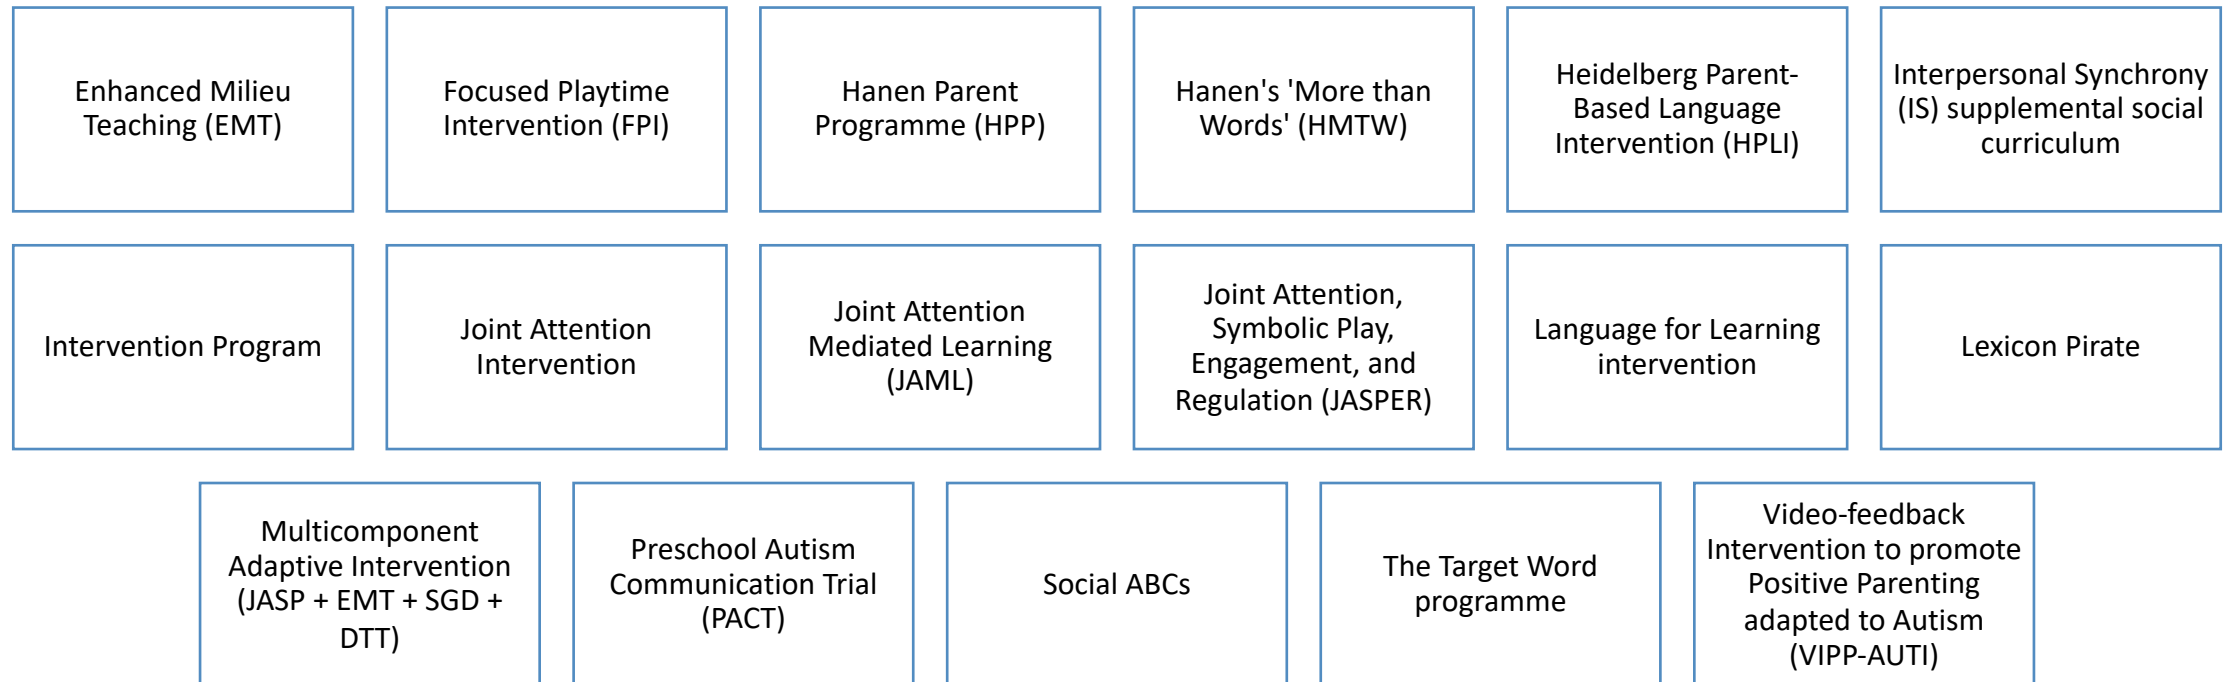 Enhanced Milieu
Teaching (EMT)
Focused Playtime
Intervention (FPI)
Hanen Parent
Programme (HPP)
Hanen's 'More than
Words' (HMTW)
Heidelberg Parent-
Based Language
Intervention (HPLI)
Interpersonal Synchrony
(IS) supplemental social
curriculum
Intervention Program
Joint Attention
Intervention
Joint Attention
Mediated Learning
(JAML)
Joint Attention,
Symbolic Play,
Engagement, and
Regulation (JASPER)
Language for Learning
intervention
Lexicon Pirate
Multicomponent
Adaptive Intervention
(JASP + EMT + SGD +
DTT)
Preschool Autism
Communication Trial
(PACT)
Social ABCs
The Target Word
programme
Video-feedback
Intervention to promote
Positive Parenting
adapted to Autism
(VIPP-AUTI)